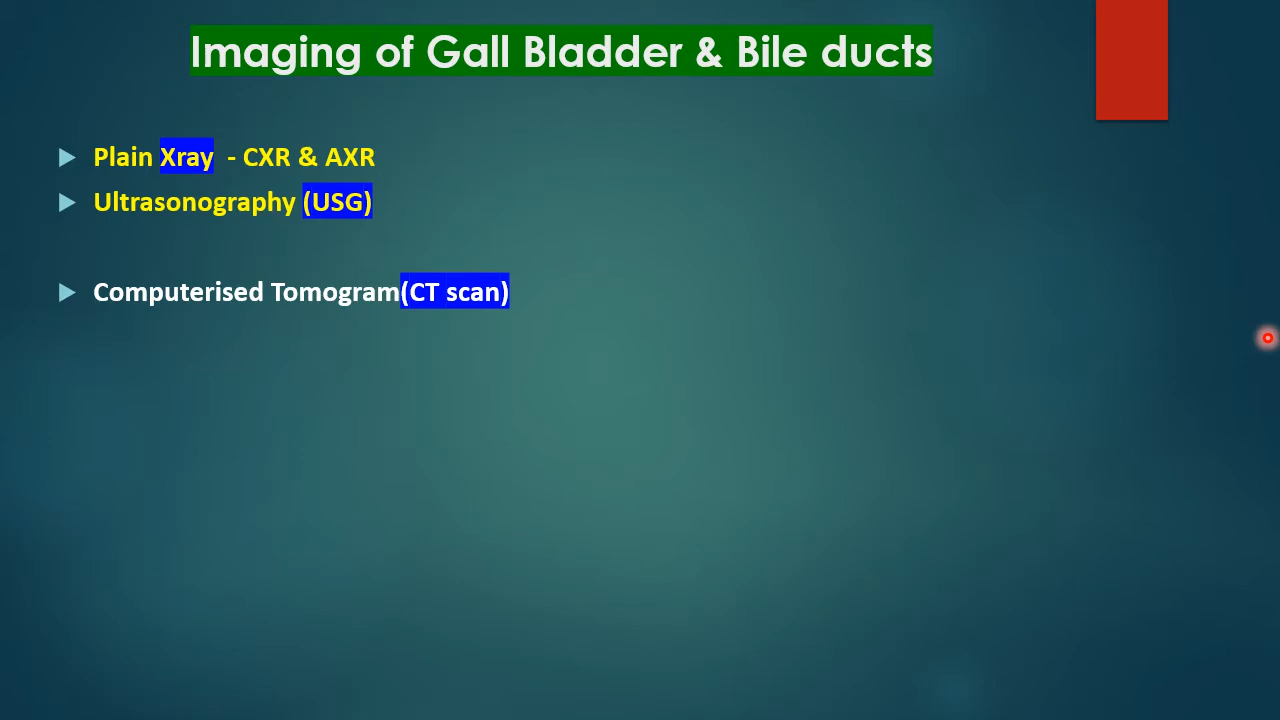 Imaging of Gall Bladder & Bile ducts
Plain Xray - CXR & AXR
Ultrasonography (USG)
Computerised Tomogram(CT scan)